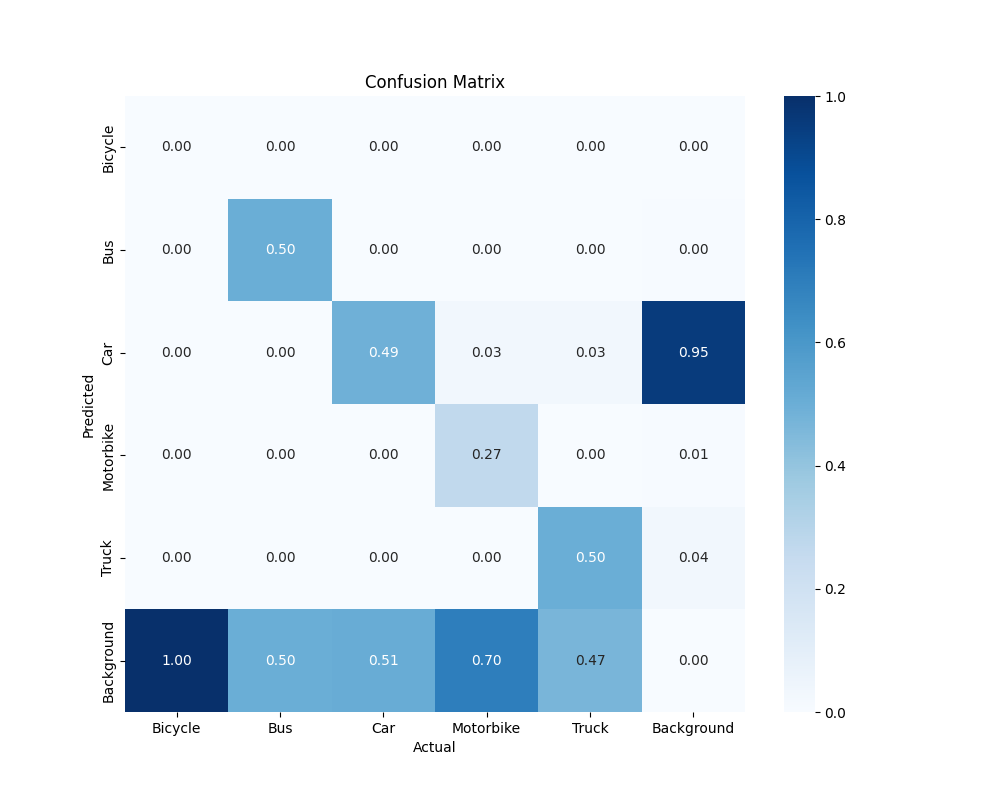 Confusion Matrix
Predicted
Bicycle 0.00 0.00 0.00 0.00 0.00 0.00
Bus 0.00 0.50 0.00 0.00 0.00 0.00
Car 0.00 0.00 0.49 0.03 0.03 0.95
Motorbike 0.00 0.00 0.00 0.27 0.00 0.01
Truck 0.00 0.00 0.00 0.00 0.50 0.04
Background 1.00 0.50 0.51 0.70 0.47 0.00
Bicycle Bus Car Motorbike Truck Background
Actual
1.0
0.8
0.6
0.4
0.2
0.0